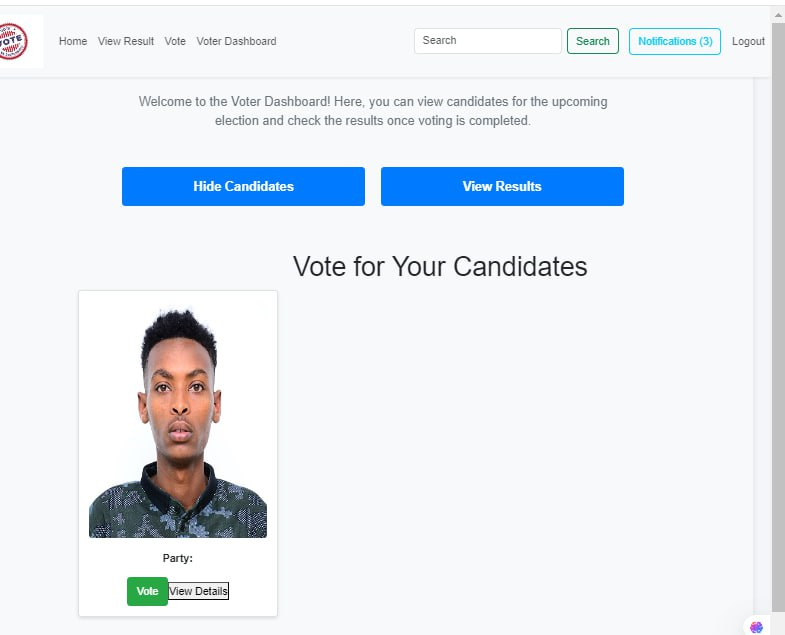 VOTE
Home View Result Vote Voter Dashboard Search Search Notifications (3) Logout
Welcome to the Voter Dashboard! Here, you can view candidates for the upcoming
election and check the results once voting is completed.
Hide Candidates View Results
Vote for Your Candidates
Party:
Vote View Details